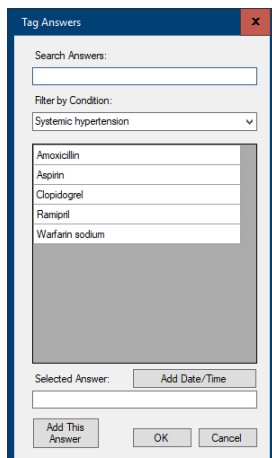 Tag Answers
x
Search Answers:
Filter by Condition:
Systemic hypertension
Amoxicillin
Aspirin
Clopidogrel
Ramipril
Warfarin sodium
Selected Answer:
Add Date/Time
Add This
Answer
OK
Cancel